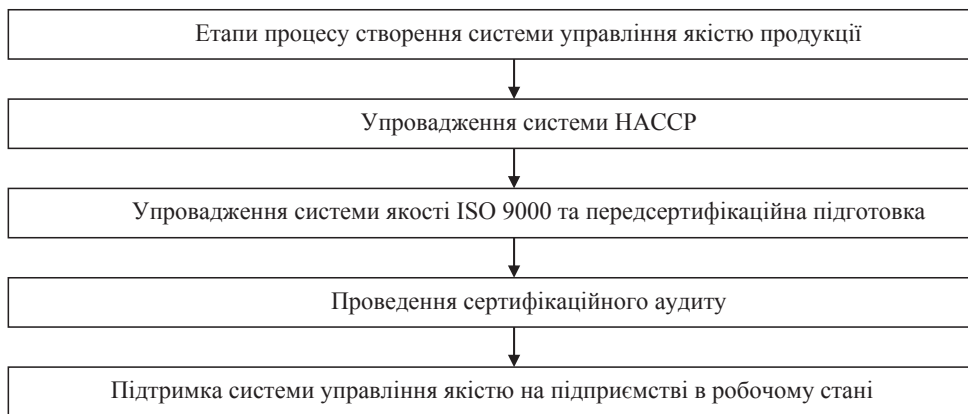 Етапи процесу створення системи управління якістю продукції
Упровадження системи НАССР
Упровадження системи якості ISO 9000 та передсертифікаційна підготовка
Проведення сертифікаційного аудиту
Підтримка системи управління якістю на підприємстві в робочому стані